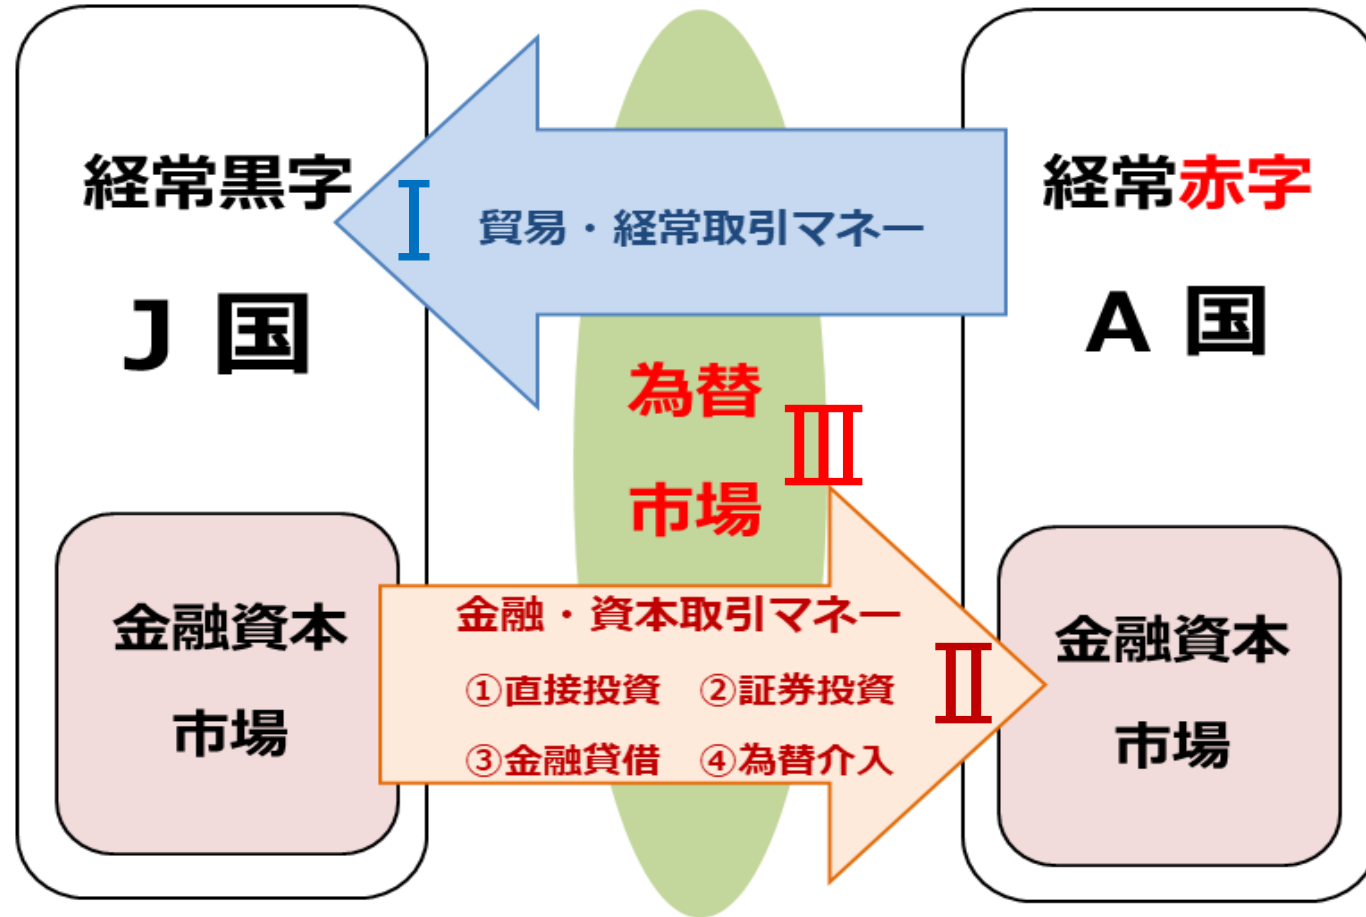 経常黒字
J 国
金融資本
市場
Ⅰ 貿易・経常取引マネー
為替
市場
Ⅲ
金融・資本取引マネー
①直接投資 ②証券投資
③金融貸借 ④為替介入
Ⅱ
経常赤字
A 国
金融資本
市場